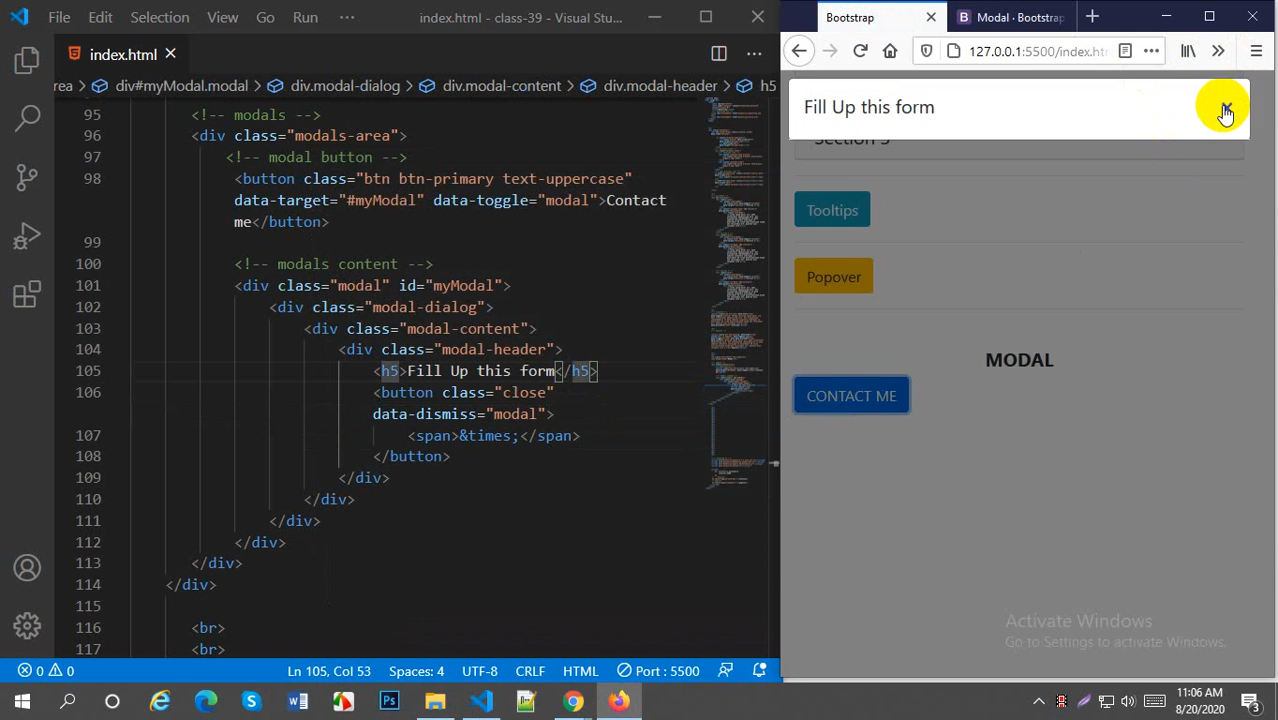 File Edit Selection View Go Run ··· index.html - class-39 - Visual Stu...
index.html
···
area div#myModal.modal div.modal-dialog div.modal-content div.modal-header h5
95 <!-- modals -->
96 <div class="modals-area">
97 <!-- modal button -->
98 <button class="btn btn-primary text-uppercase"
data-target="#myModal" data-toggle="modal">Contact
me</button>
99
100 <!-- modals content -->
101 <div class="modal" id="myModal">
102 <div class="modal-dialog">
103 <div class="modal-content">
104 <div class="modal-header">
105 <h5>Fill Up this form</h5>
106 <button class="close"
data-dismiss="modal">
107 <span>&times;</span>
108 </button>
109 </div>
110 </div>
111 </div>
112 </div>
113 </div>
114 </div>
115
116 <br>
117 <br>
0 0 Ln 105, Col 53 Spaces: 4 UTF-8 CRLF HTML Port : 5500
Bootstrap
Modal · Bootstrap
127.0.0.1:5500/index.htm
Fill Up this form ×
Section 3
Tooltips
Popover
MODAL
CONTACT ME
Activate Windows
Go to Settings to activate Windows.
11:06 AM
8/20/2020
3